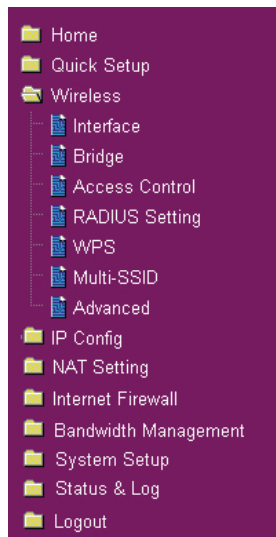 Home
Quick Setup
Wireless
Interface
Bridge
Access Control
RADIUS Setting
WPS
Multi-SSID
Advanced
IP Config
NAT Setting
Internet Firewall
Bandwidth Management
System Setup
Status & Log
Logout